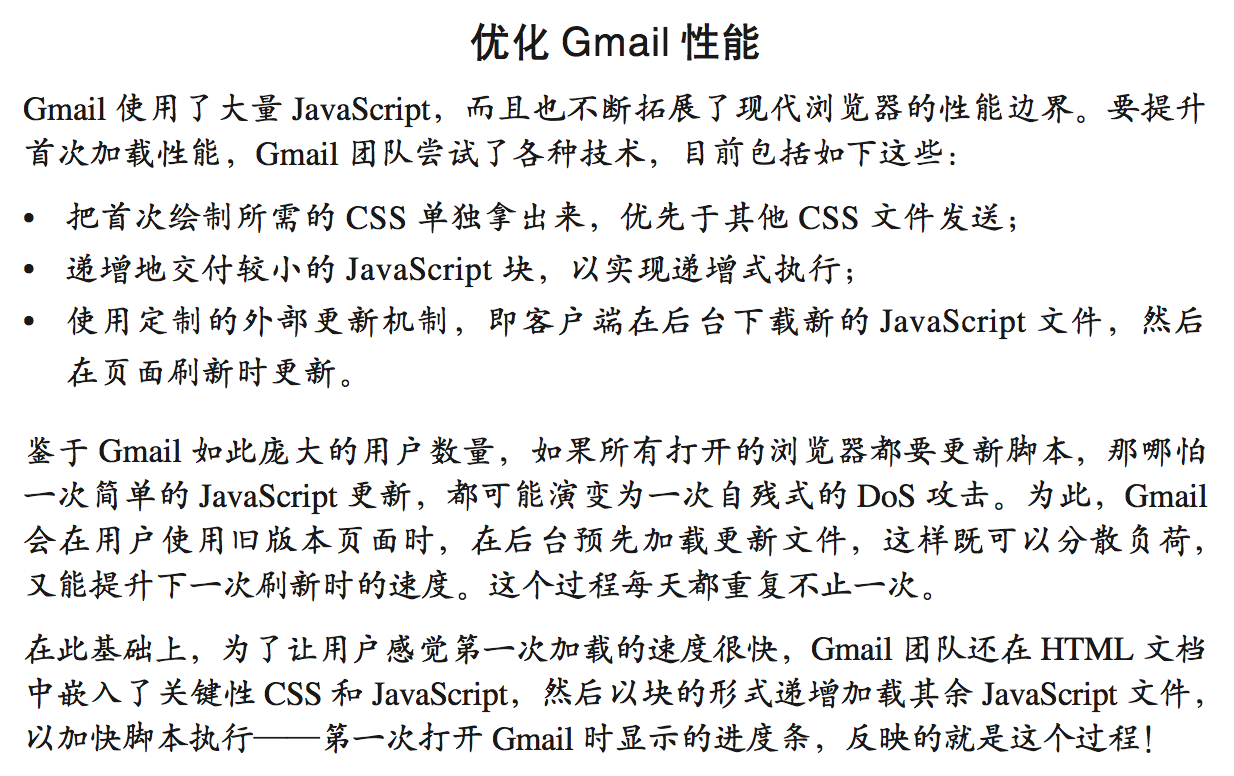 优化 Gmail 性能
Gmail 使用了大量 JavaScript，而且也不断拓展了现代浏览器的性能边界。要提升
首次加载性能，Gmail 团队尝试了各种技术，目前包括如下这些：
• 把首次绘制所需的 CSS 单独拿出来，优先于其他 CSS 文件发送；
• 递增地交付较小的 JavaScript 块，以实现递增式执行；
• 使用定制的外部更新机制，即客户端在后台下载新的 JavaScript 文件，然后
在页面刷新时更新。
鉴于 Gmail 如此庞大的用户数量，如果所有打开的浏览器都要更新脚本，那哪怕
一次简单的 JavaScript 更新，都可能演变为一次自残式的 DoS 攻击。为此，Gmail
会在用户使用旧版本页面时，在后台预先加载更新文件，这样既可以分散负荷，
又能提升下一次刷新时的速度。这个过程每天都重复不止一次。
在此基础上，为了让用户感觉第一次加载的速度很快，Gmail 团队还在 HTML 文档
中嵌入了关键性 CSS 和 JavaScript，然后以块的形式递增加载其余 JavaScript 文件，
以加快脚本执行——第一次打开 Gmail 时显示的进度条，反映的就是这个过程！